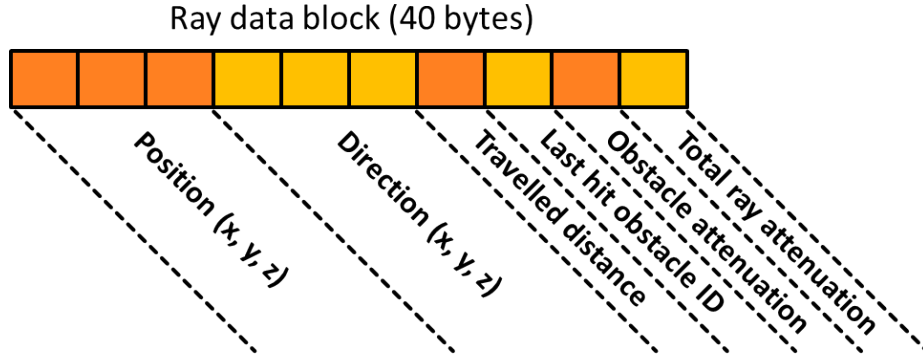 Ray data block (40 bytes)
Position (x, y, z)
Direction (x, y, z)
Travelled distance
Last hit obstacle ID
Obstacle attenuation
Total ray attenuation